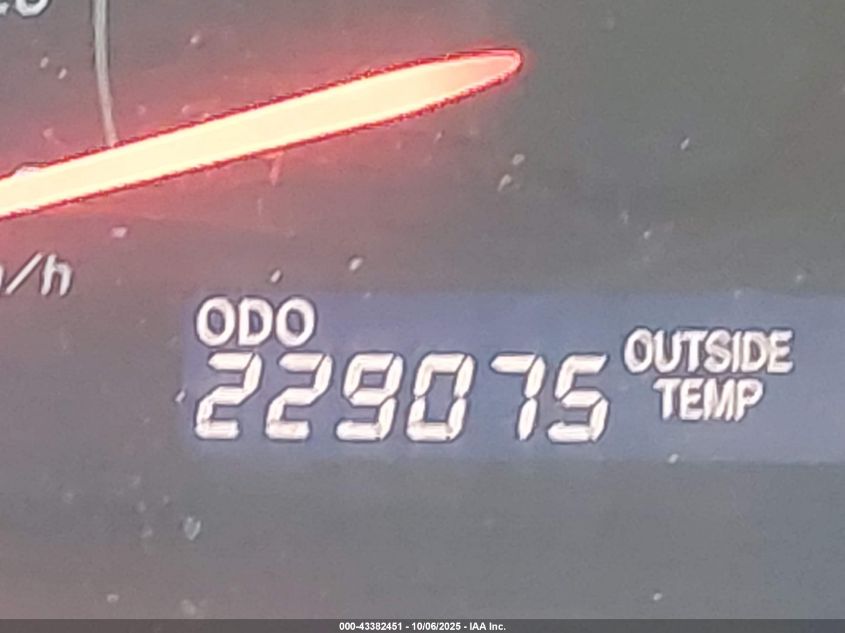 /h
ODO
229075
OUTSIDE
TEMP
000-43382451 - 10/06/2025 - IAA Inc.